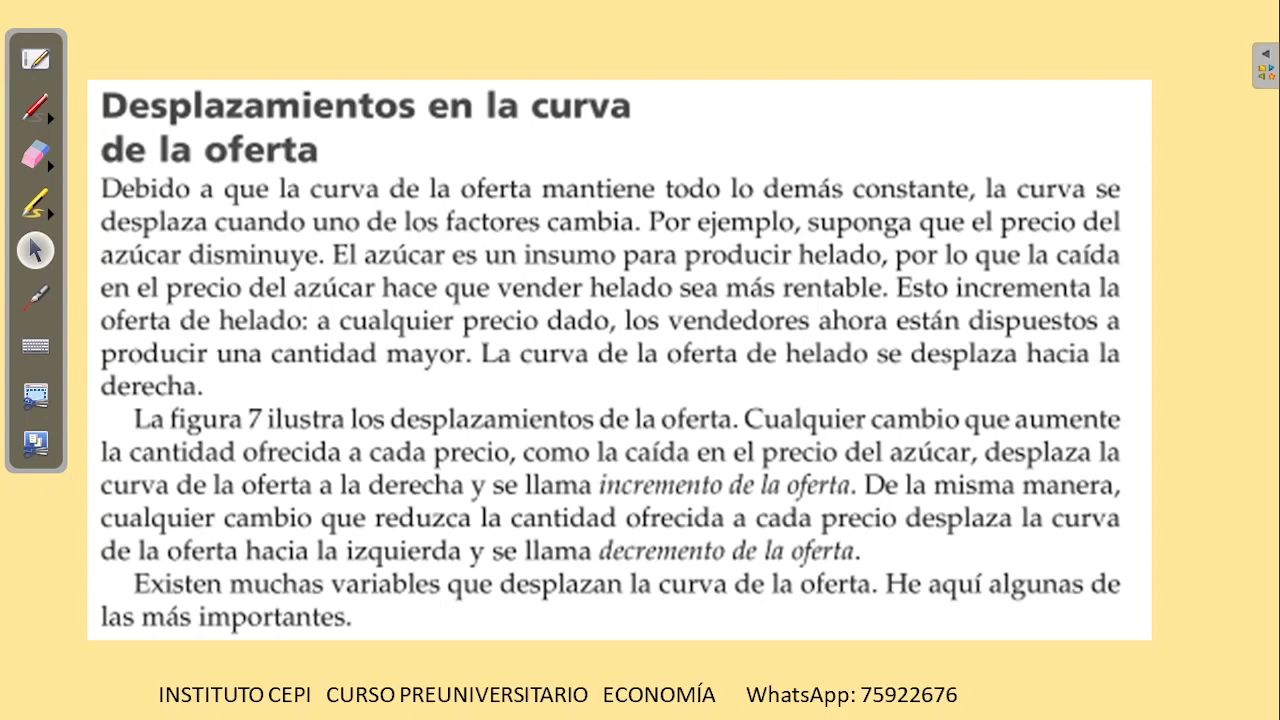 Desplazamientos en la curva
de la oferta
Debido a que la curva de la oferta mantiene todo lo demás constante, la curva se
desplaza cuando uno de los factores cambia. Por ejemplo, suponga que el precio del
azúcar disminuye. El azúcar es un insumo para producir helado, por lo que la caída
en el precio del azúcar hace que vender helado sea más rentable. Esto incrementa la
oferta de helado: a cualquier precio dado, los vendedores ahora están dispuestos a
producir una cantidad mayor. La curva de la oferta de helado se desplaza hacia la
derecha.
La figura 7 ilustra los desplazamientos de la oferta. Cualquier cambio que aumente
la cantidad ofrecida a cada precio, como la caída en el precio del azúcar, desplaza la
curva de la oferta a la derecha y se llama incremento de la oferta. De la misma manera,
cualquier cambio que reduzca la cantidad ofrecida a cada precio desplaza la curva
de la oferta hacia la izquierda y se llama decremento de la oferta.
Existen muchas variables que desplazan la curva de la oferta. He aquí algunas de
las más importantes.
INSTITUTO CEPI CURSO PREUNIVERSITARIO ECONOMÍA WhatsApp: 75922676